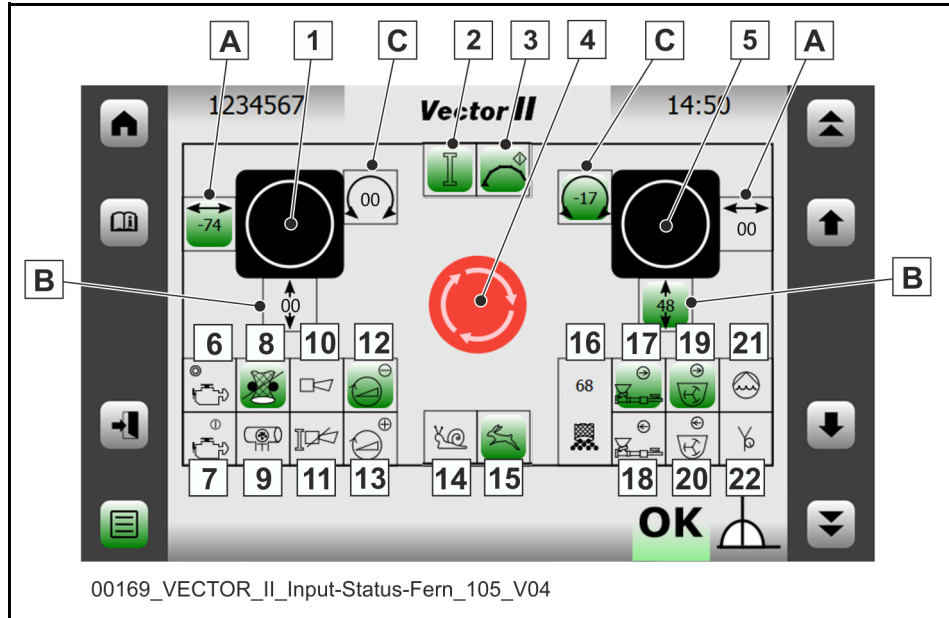 A 1 C 2 3 4 C 5 A
1234567 Vector II 14:50
00 -17
-74 00
B 00 48 B
6 8 10 12 16 17 19 21
68
7 9 11 13 14 15 18 20 22
OK
00169_VECTOR_II_Input-Status-Fern_105_V04